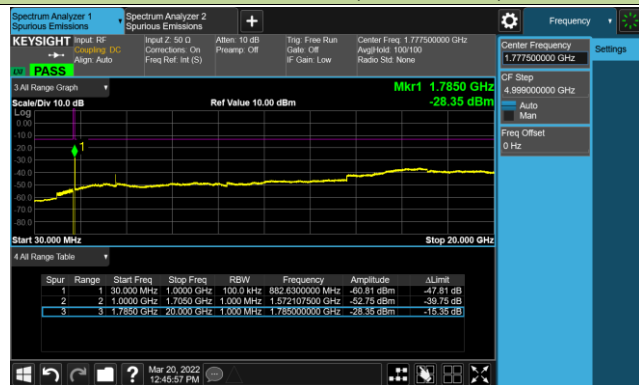 Spectrum Analyzer 1
Spurious Emissions
Spectrum Analyzer 2
Spurious Emissions
+
Frequency
KEYSIGHT
Input: RF
Coupling: DC
Align: Auto
Input Z: 50 Ω
Corrections: On
Freq Ref: Int (S)
Atten: 10 dB
Preamp: Off
Trig: Free Run
Gate: Off
IF Gain: Low
Center Freq: 1.777500000 GHz
Avg|Hold: 100/100
Radio Std: None
PASS
Center Frequency
1.777500000 GHz
Settings
CF Step
4.999000000 GHz
Auto
Man
Freq Offset
0 Hz
3 All Range Graph
Mkr1 1.7850 GHz
Scale/Div 10.0 dB
Ref Value 10.00 dBm
-28.35 dBm
Log
0.00
-10.0
-20.0
-30.0
-40.0
-50.0
-60.0
-70.0
-80.0
1
Start 30.000 MHz
Stop 20.000 GHz
4 All Range Table
Spur Range Start Freq Stop Freq RBW Frequency Amplitude ΔLimit
1 1 30.000 MHz 1.0000 GHz 100.0 kHz 882.6300000 MHz -60.81 dBm -47.81 dB
2 2 1.0000 GHz 1.7050 GHz 1.000 MHz 1.572107500 GHz -52.75 dBm -39.75 dB
3 3 1.7850 GHz 20.000 GHz 1.000 MHz 1.785000000 GHz -28.35 dBm -15.35 dB
?
Mar 20, 2022
12:45:57 PM